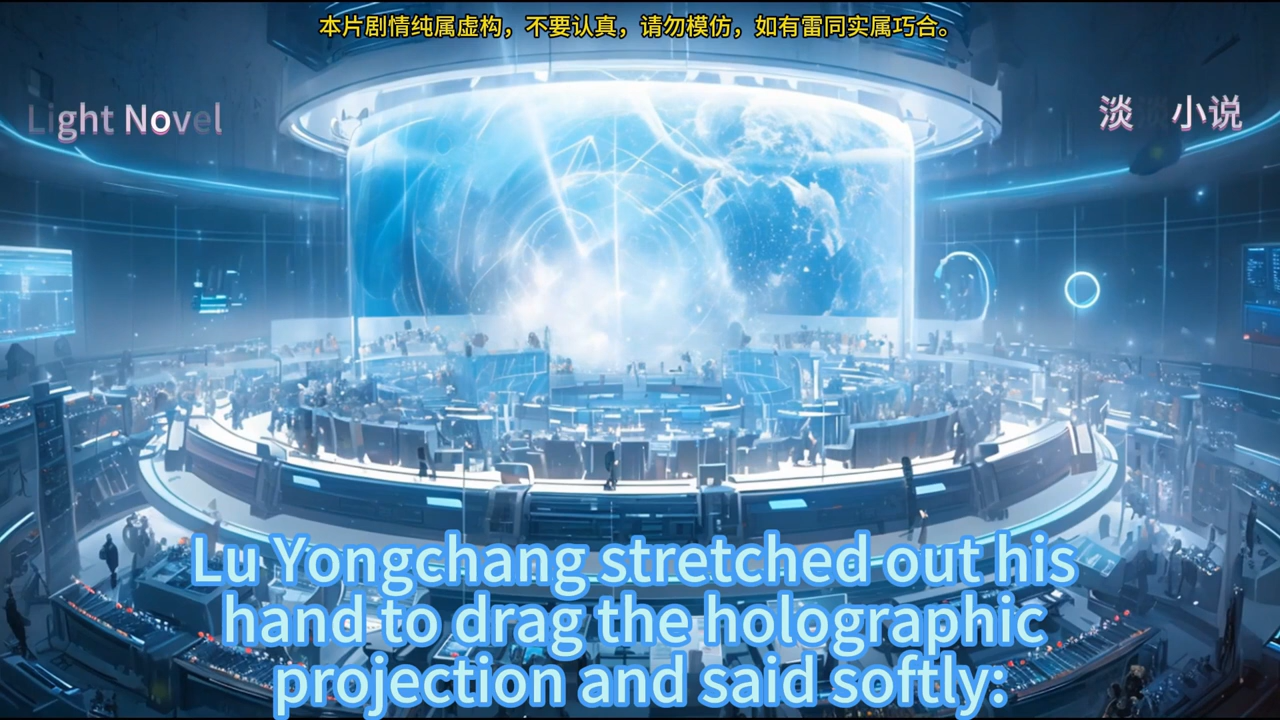 本片剧情纯属虚构，不要认真，请勿模仿，如有雷同实属巧合。
Light Novel
淡淡小说
Lu Yongchang stretched out his
hand to drag the holographic
projection and said softly: